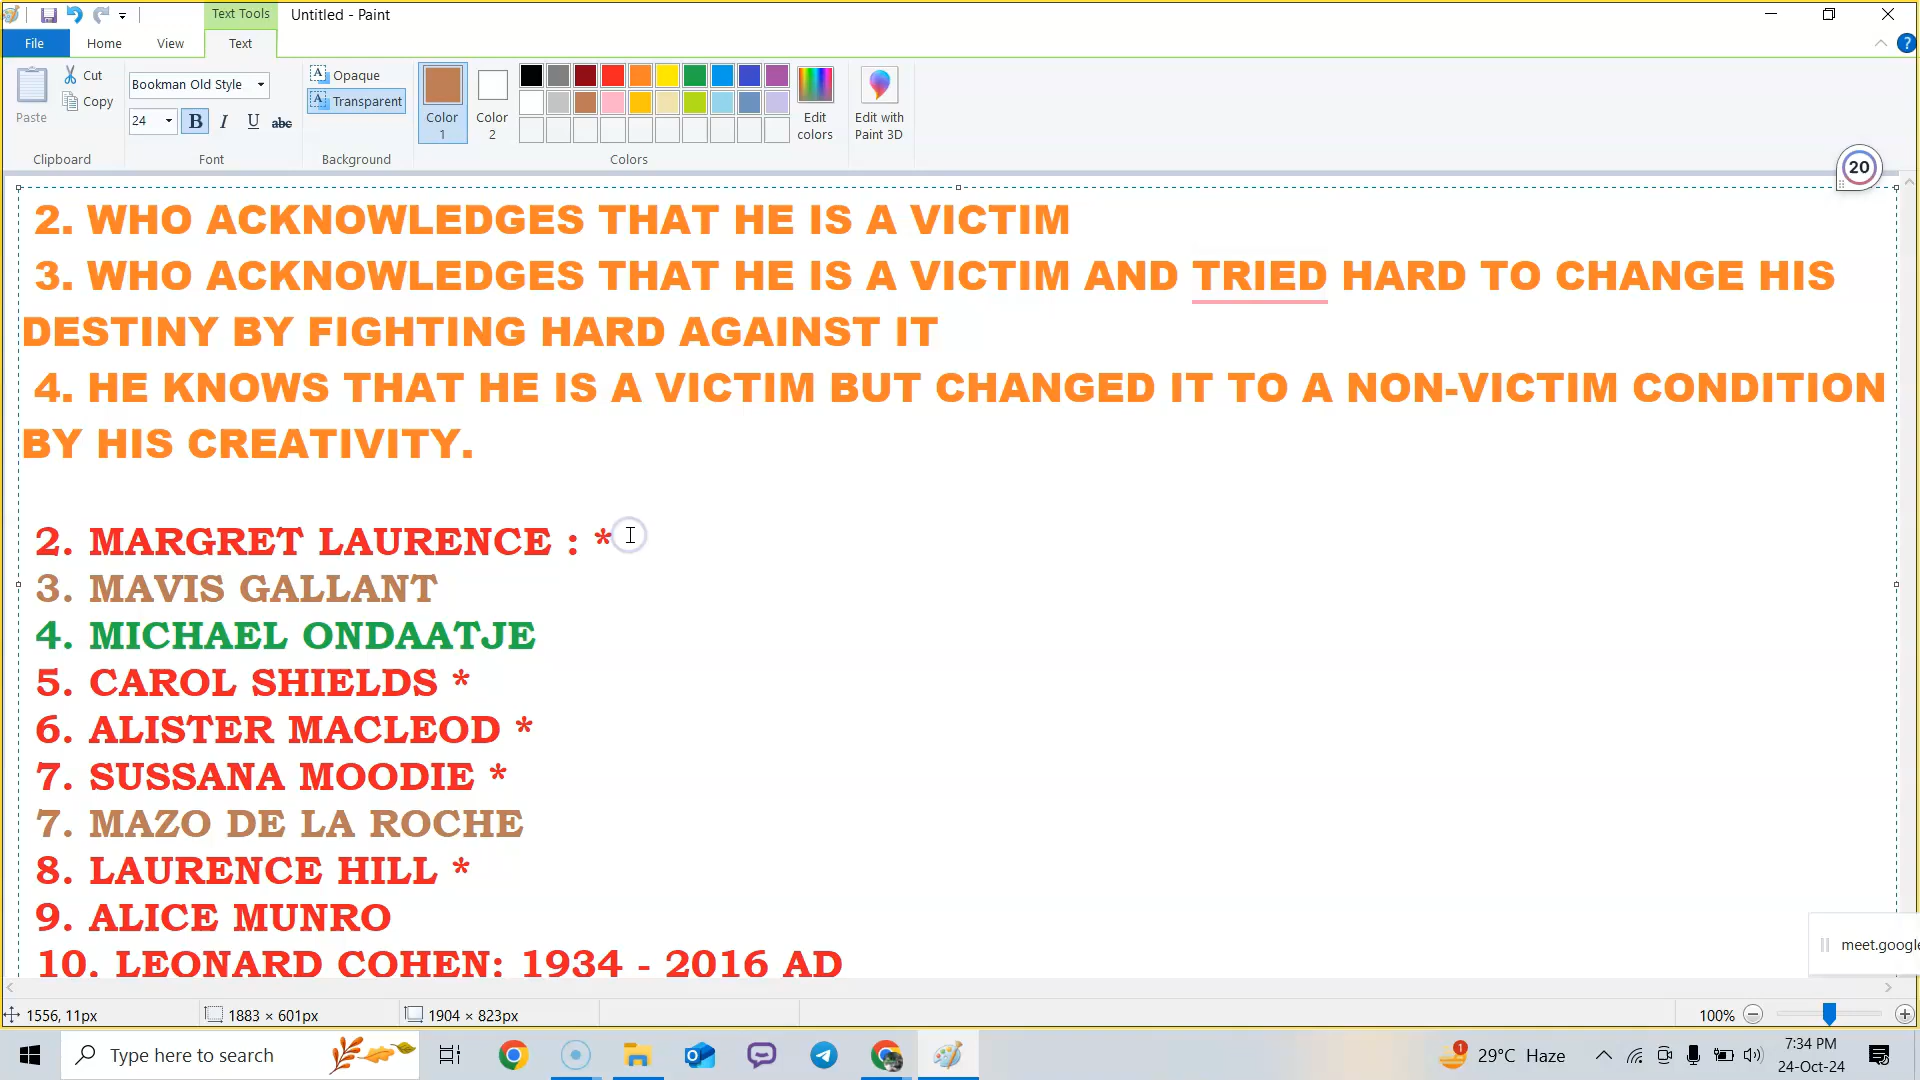 Text Tools
Untitled - Paint
File
Home
View
Text
Paste
Cut
Copy
Clipboard
Bookman Old Style
24
B
I
U
abc
Font
A
Opaque
A
Transparent
Background
Color
1
Color
2
Edit
colors
Colors
Edit with
Paint 3D
?
20
2. WHO ACKNOWLEDGES THAT HE IS A VICTIM
3. WHO ACKNOWLEDGES THAT HE IS A VICTIM AND TRIED HARD TO CHANGE HIS
DESTINY BY FIGHTING HARD AGAINST IT
4. HE KNOWS THAT HE IS A VICTIM BUT CHANGED IT TO A NON-VICTIM CONDITION
BY HIS CREATIVITY.
2. MARGRET LAURENCE : *
3. MAVIS GALLANT
4. MICHAEL ONDAATJE
5. CAROL SHIELDS *
6. ALISTER MACLEOD *
7. SUSSANA MOODIE *
7. MAZO DE LA ROCHE
8. LAURENCE HILL *
9. ALICE MUNRO
10. LEONARD COHEN: 1934 - 2016 AD
meet.google
1556, 11px
1883 × 601px
1904 × 823px
100%
Type here to search
1
29°C Haze
7:34 PM
24-Oct-24